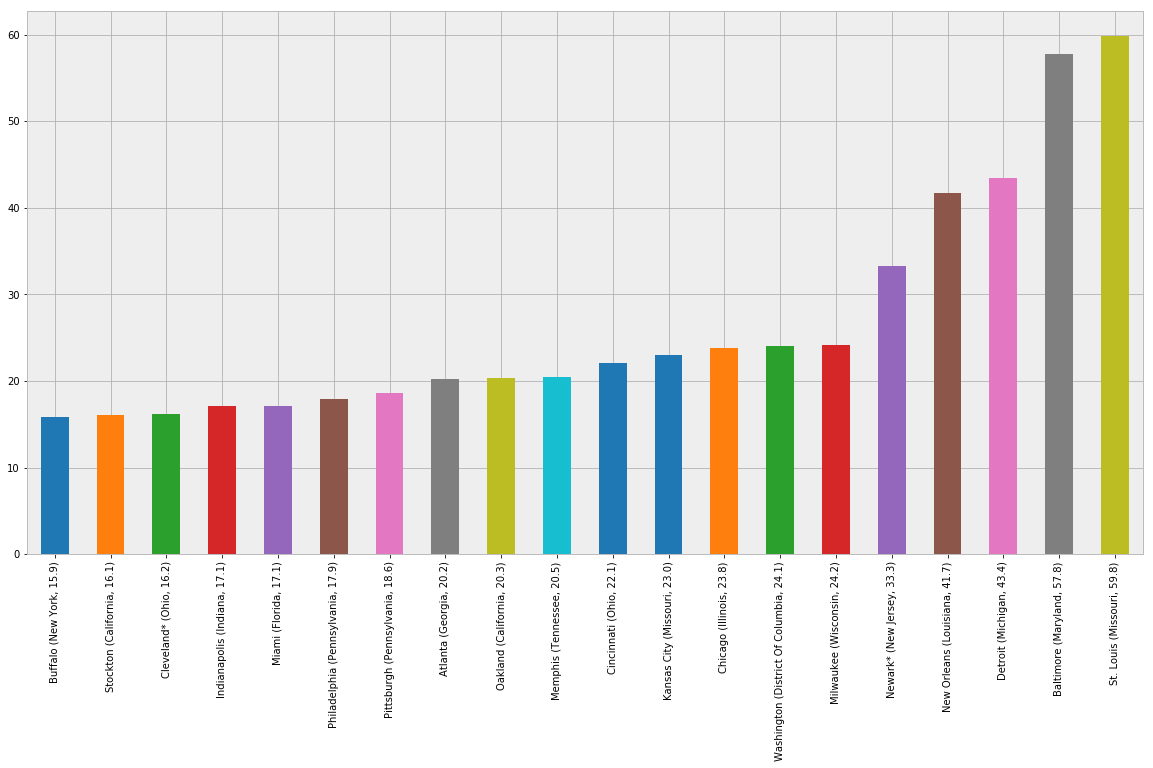 60
50
40
30
20
10
0
Buffalo (New York, 15.9)
Stockton (California, 16.1)
Cleveland* (Ohio, 16.2)
Indianapolis (Indiana, 17.1)
Miami (Florida, 17.1)
Philadelphia (Pennsylvania, 17.9)
Pittsburgh (Pennsylvania, 18.6)
Atlanta (Georgia, 20.2)
Oakland (California, 20.3)
Memphis (Tennessee, 20.5)
Cincinnati (Ohio, 22.1)
Kansas City (Missouri, 23.0)
Chicago (Illinois, 23.8)
Washington (District Of Columbia, 24.1)
Milwaukee (Wisconsin, 24.2)
Newark* (New Jersey, 33.3)
New Orleans (Louisiana, 41.7)
Detroit (Michigan, 43.4)
Baltimore (Maryland, 57.8)
St. Louis (Missouri, 59.8)